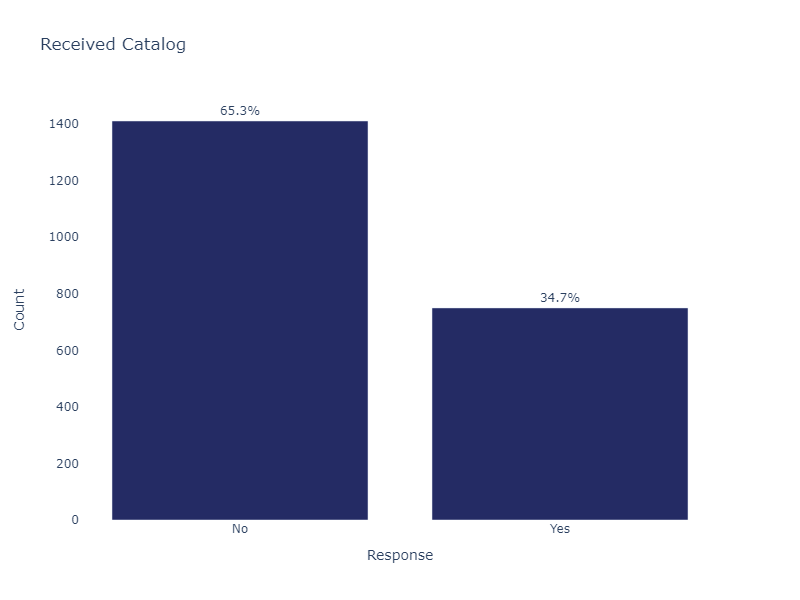 Received Catalog
65.3%
1400
1200
1000
34.7%
800
600
400
200
0
Count
No
Yes
Response